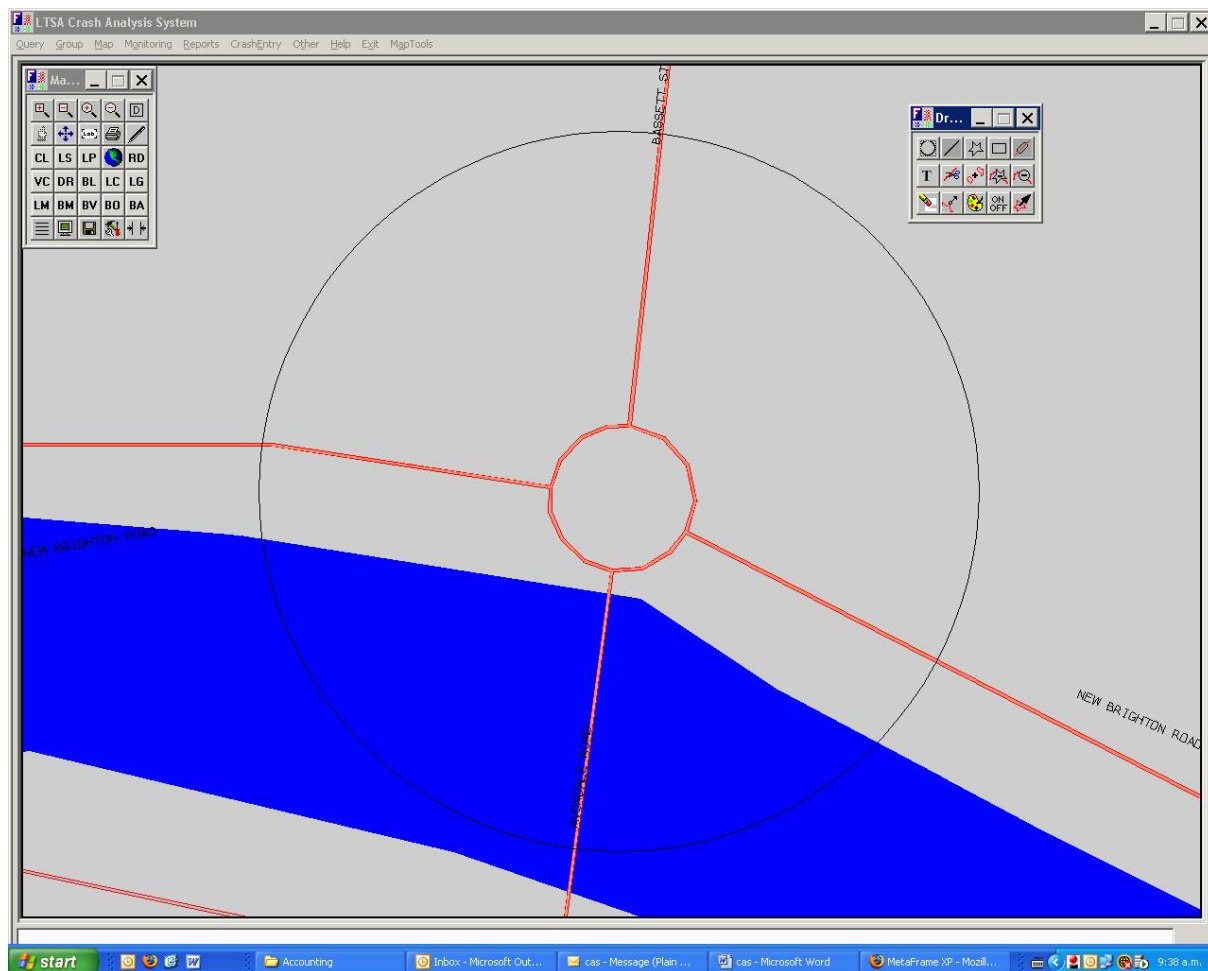 LTSA Crash Analysis System
Query Group Map Monitoring Reports CrashEntry Other Help Exit MapTools
Ma...
Lab
D
CL LS LP RD
VC DR BL LC LG
LM BM BV BO BA
Dr...
T
ON
OFF
BASSETT ST
NEW BRIGHTON ROAD
NEW BRIGHTON ROAD
start
Accounting
Inbox - Microsoft Out...
cas - Message (Plain ...
cas - Microsoft Word
MetaFrame XP - Mozil...
9:38 a.m.